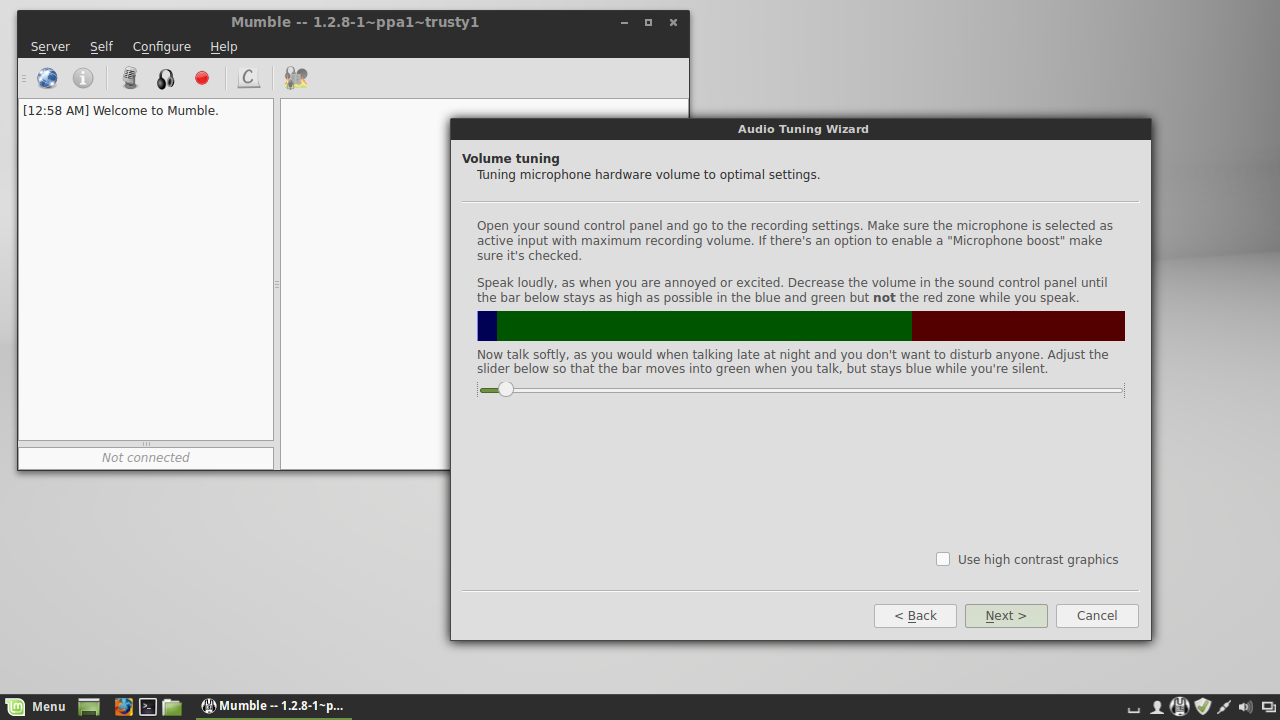 Mumble -- 1.2.8-1~ppa1~trusty1
Server Self Configure Help
[12:58 AM] Welcome to Mumble.
Not connected
Audio Tuning Wizard
Volume tuning
Tuning microphone hardware volume to optimal settings.
Open your sound control panel and go to the recording settings. Make sure the microphone is selected as
active input with maximum recording volume. If there's an option to enable a "Microphone boost" make
sure it's checked.
Speak loudly, as when you are annoyed or excited. Decrease the volume in the sound control panel until
the bar below stays as high as possible in the blue and green but not the red zone while you speak.
Now talk softly, as you would when talking late at night and you don't want to disturb anyone. Adjust the
slider below so that the bar moves into green when you talk, but stays blue while you're silent.
Use high contrast graphics
< Back Next > Cancel
Menu Mumble -- 1.2.8-1~p...